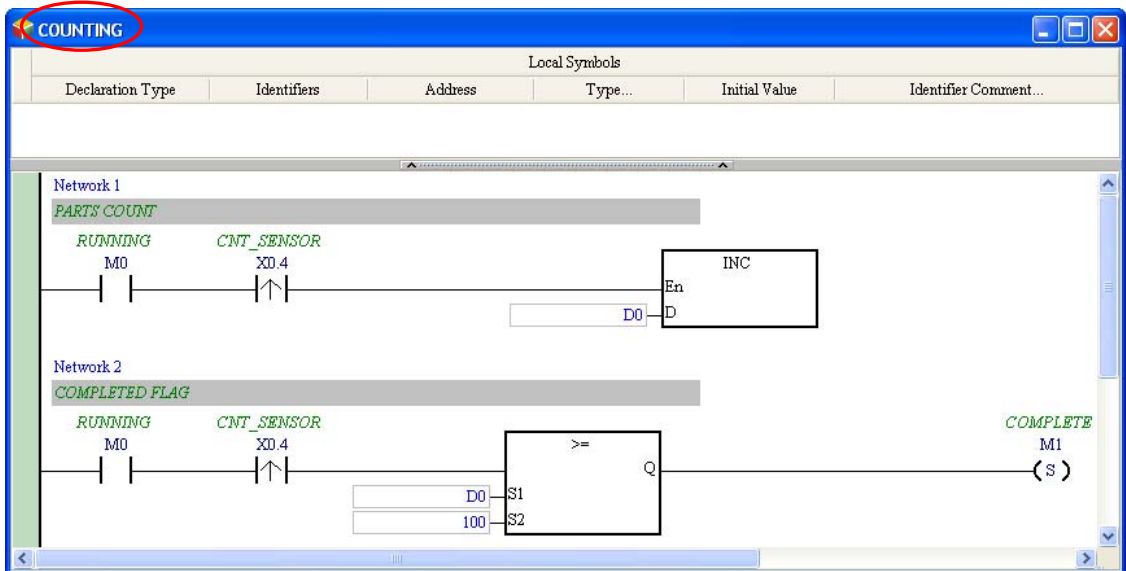 COUNTING
Local Symbols
Declaration Type Identifiers Address Type... Initial Value Identifier Comment...
Network 1
PARTS COUNT
RUNNING CNT_SENSOR
M0 X0.4 INC
En
D0 D
Network 2
COMPLETED FLAG
RUNNING CNT_SENSOR COMPLETE
M0 X0.4 >= M1
Q S
D0 S1
100 S2